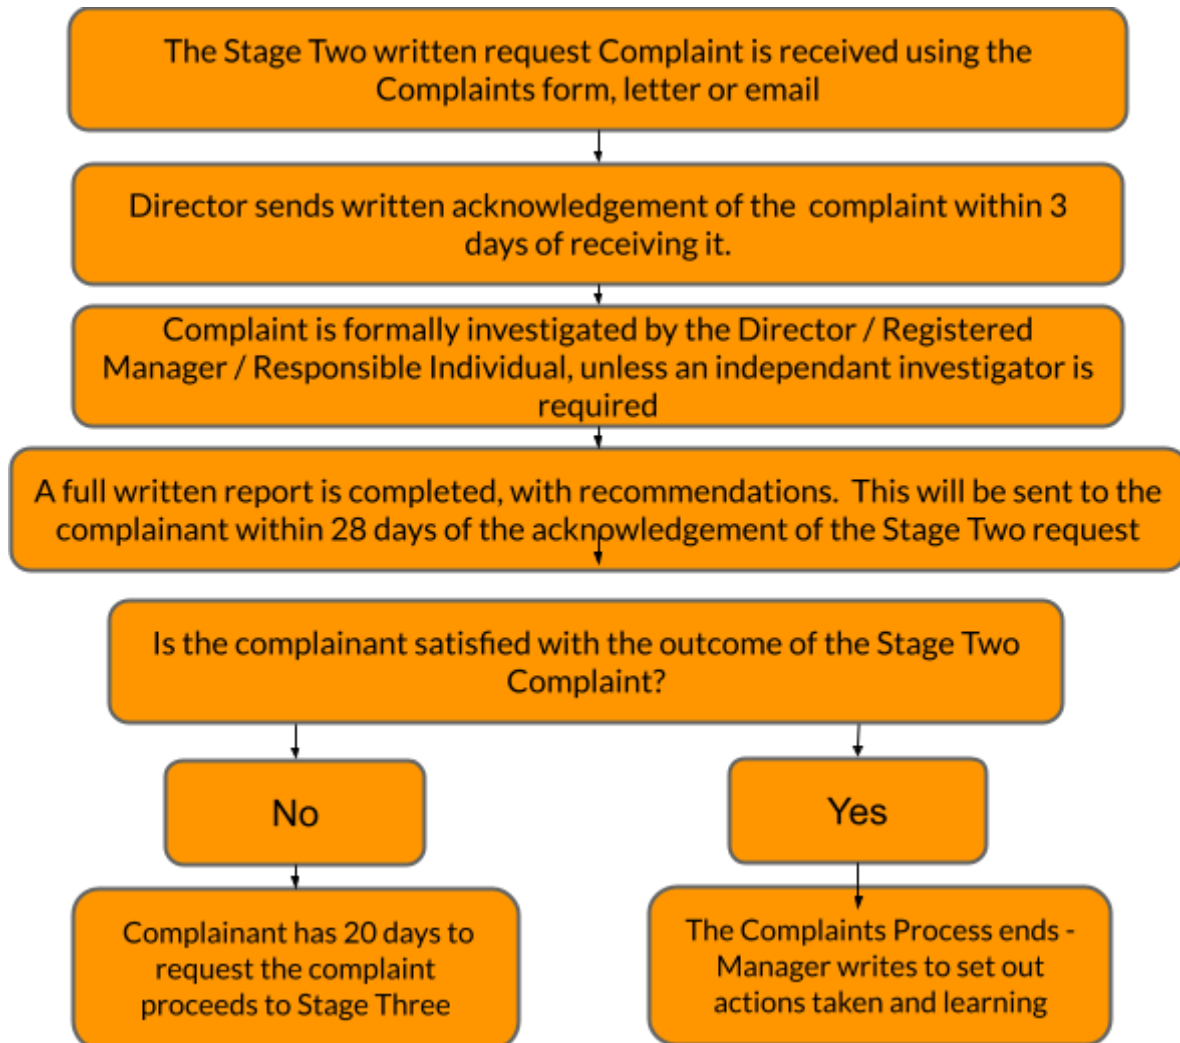 The Stage Two written request Complaint is received using the
Complaints form, letter or email
Director sends written acknowledgement of the  complaint within 3
days of receiving it.
Complaint is formally investigated by the Director / Registered
Manager / Responsible Individual, unless an independant investigator is
required
A full written report is completed, with recommendations.  This will be sent to the
complainant within 28 days of the acknowledgement of the Stage Two request
Is the complainant satisfied with the outcome of the Stage Two
Complaint?
No
Yes
Complainant has 20 days to
request the complaint
proceeds to Stage Three
The Complaints Process ends -
Manager writes to set out
actions taken and learning